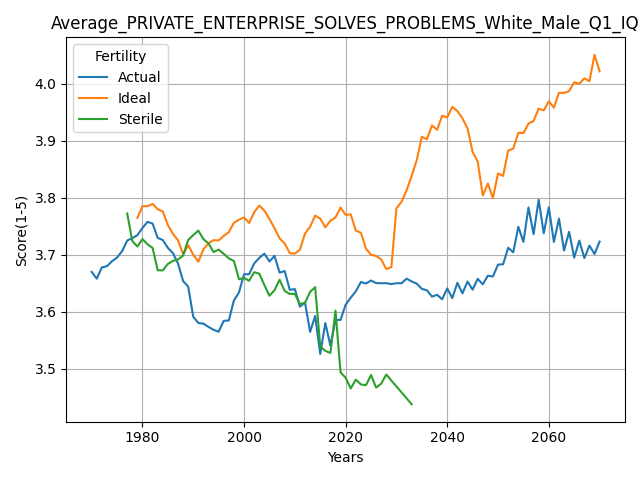 Average_PRIVATE_ENTERPRISE_SOLVES_PROBLEMS_White_Male_Q1_IQ
Fertility
Actual
Ideal
Sterile
Score(1-5)
4.0
3.9
3.8
3.7
3.6
3.5
1980 2000 2020 2040 2060
Years